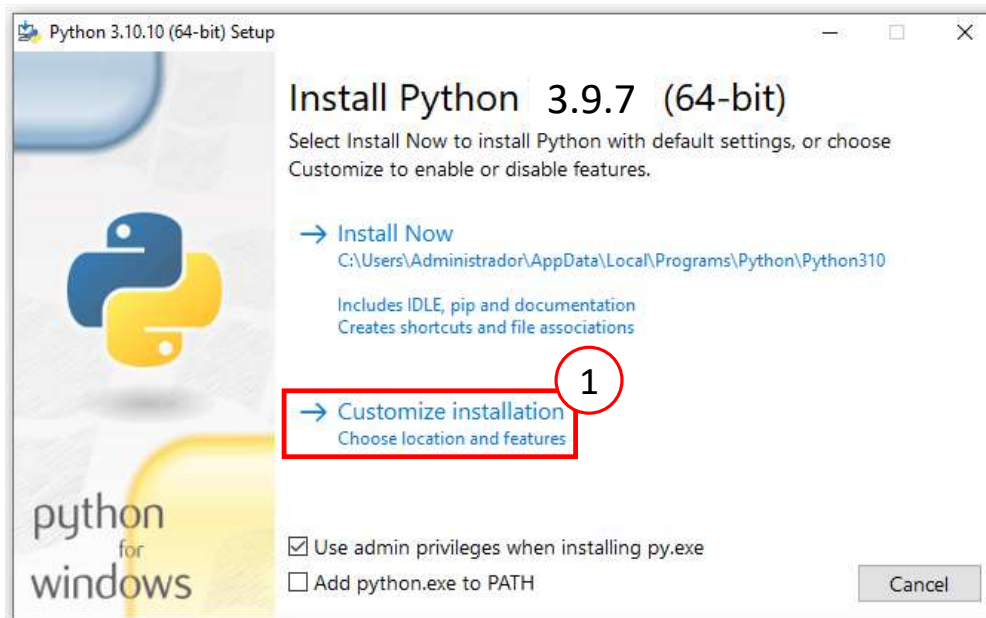 Python 3.10.10 (64-bit) Setup
Install Python 3.9.7 (64-bit)
Select Install Now to install Python with default settings, or choose
Customize to enable or disable features.
Install Now
C:\Users\Administrador\AppData\Local\Programs\Python\Python310
Includes IDLE, pip and documentation
Creates shortcuts and file associations
1
Customize installation
Choose location and features
python
for
windows
Use admin privileges when installing py.exe
Add python.exe to PATH
Cancel